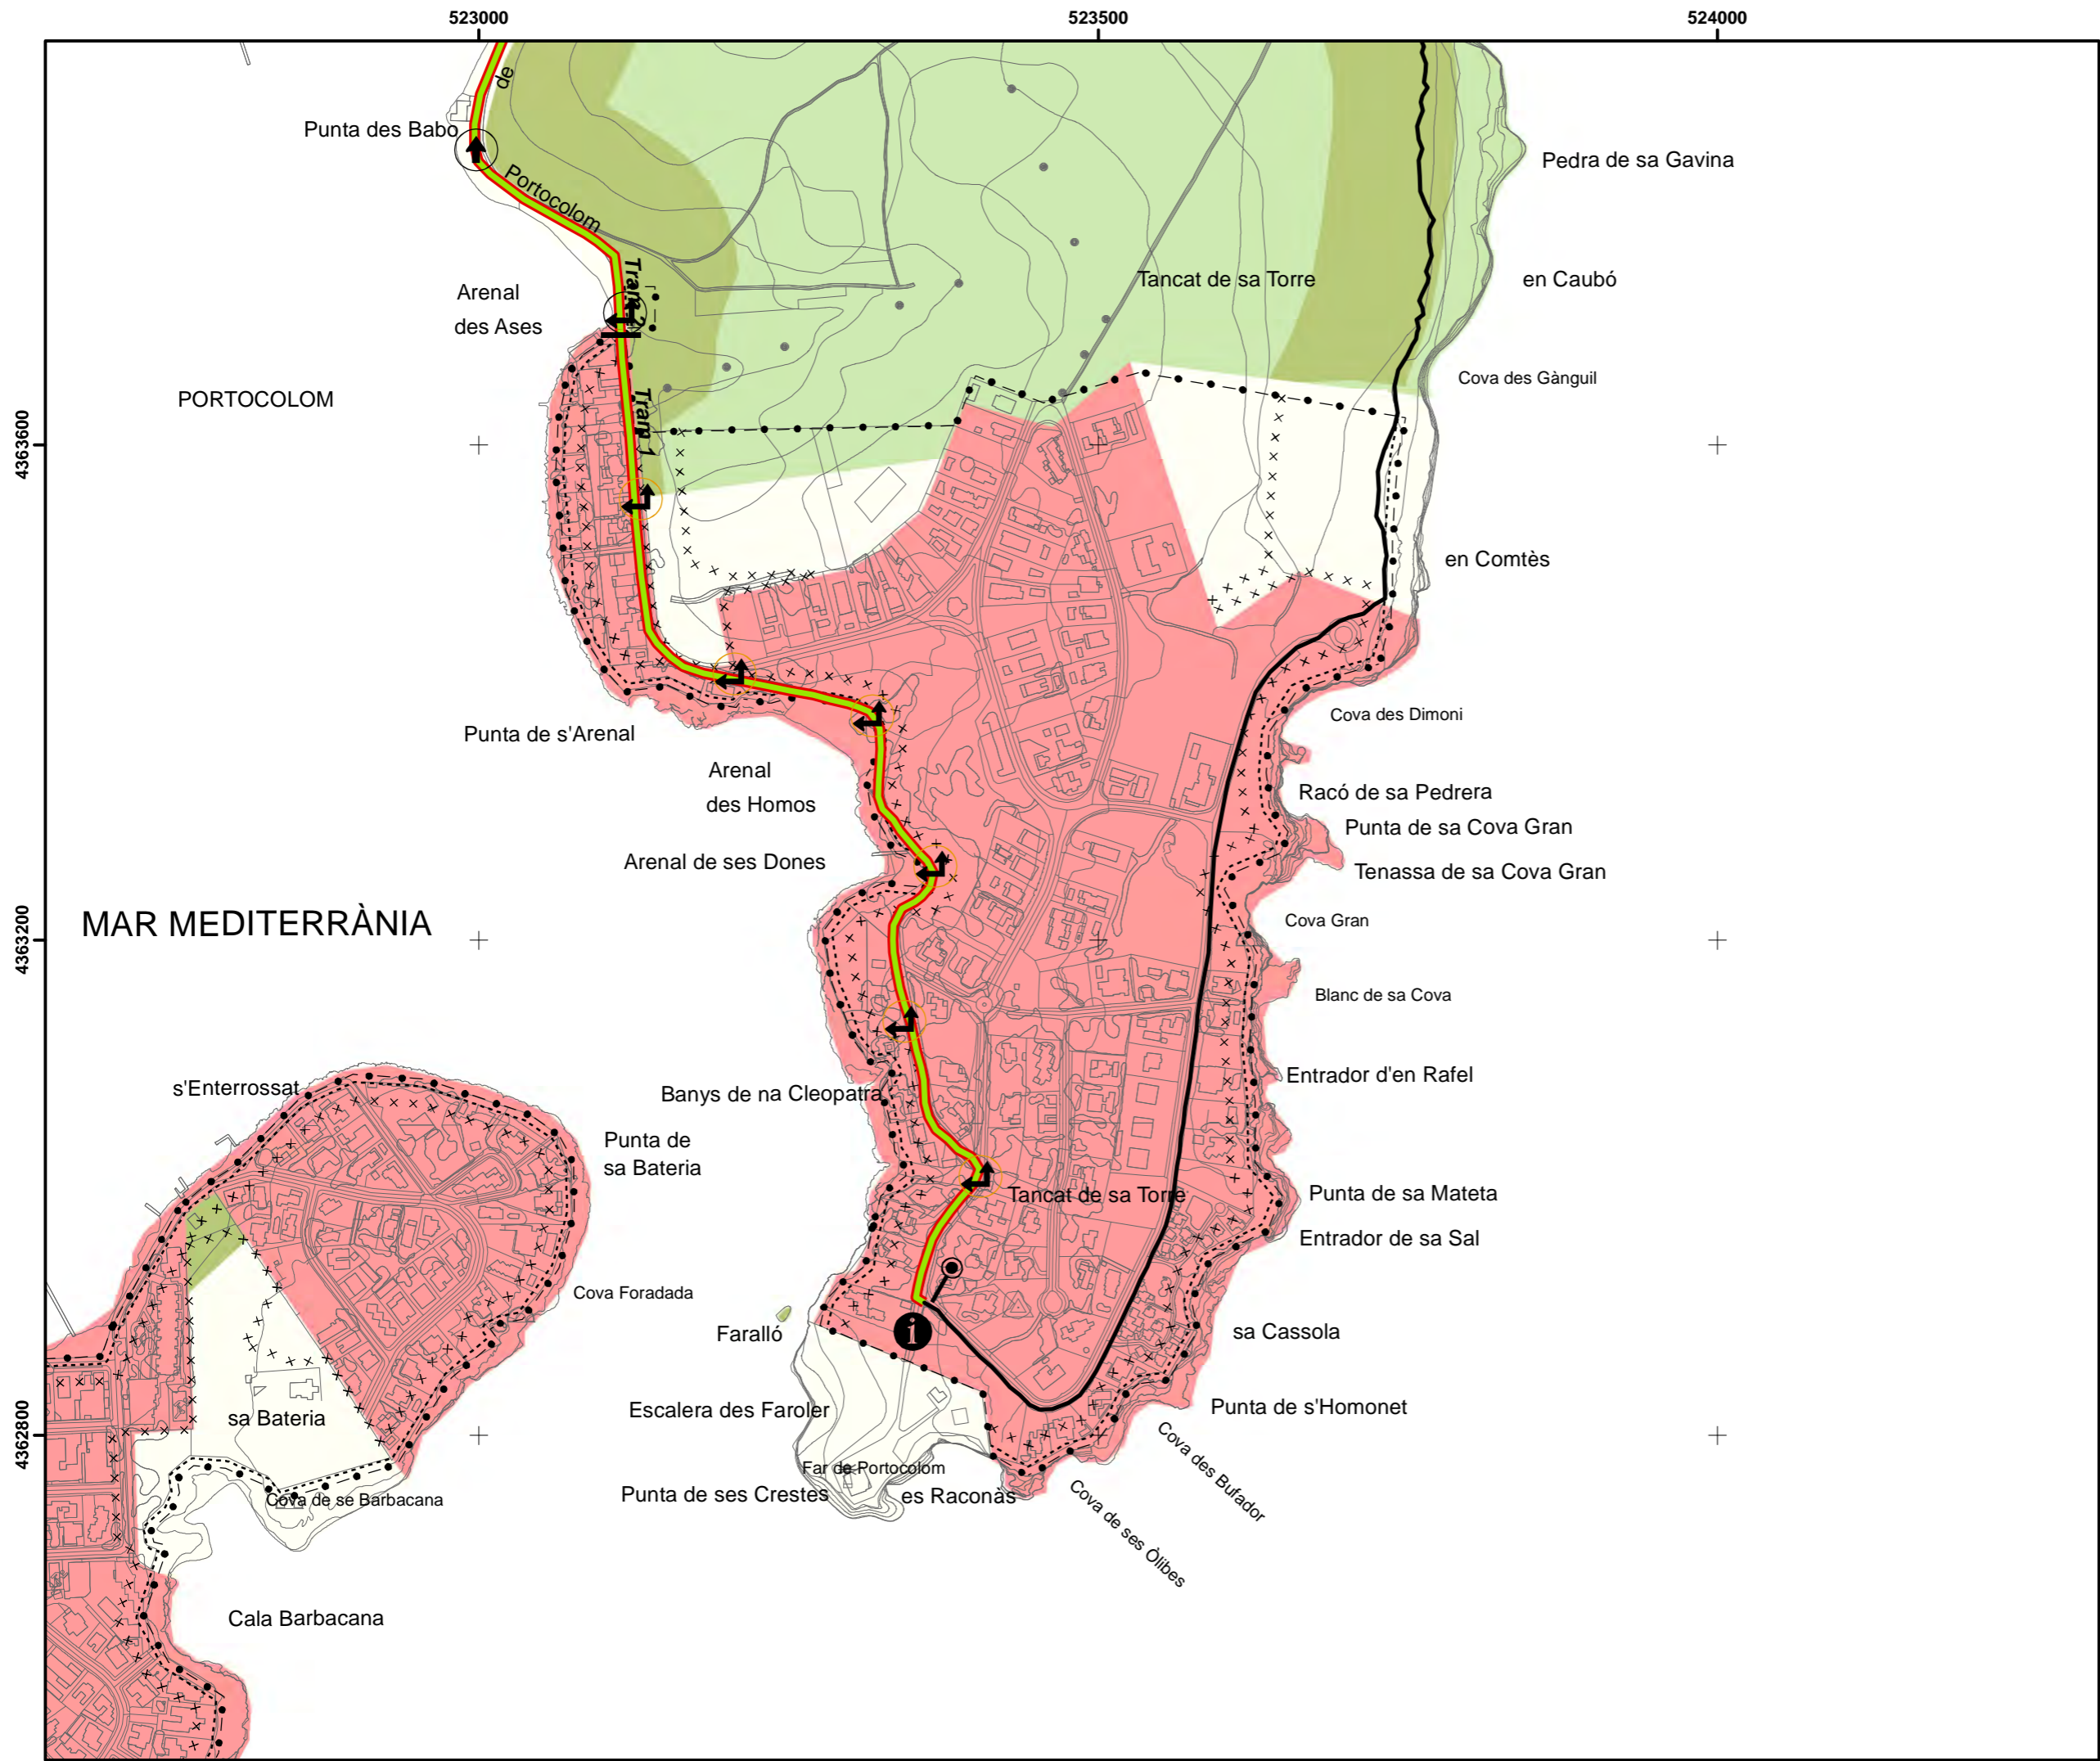 523000
523500
524000
de
Punta des Babo
Portocolom
Pedra de sa Gavina
Tram 2
Tancat de sa Torre
en Caubó
Arenal
des Ases
Cova des Gànguil
PORTOCOLOM
Tram 1
4363600
en Comtès
Punta de s'Arenal
Cova des Dimoni
Arenal
des Homos
Racó de sa Pedrera
Punta de sa Cova Gran
Arenal de ses Dones
Tenassa de sa Cova Gran
MAR MEDITERRÀNIA
Cova Gran
4363200
Blanc de sa Cova
s'Enterrossat
Banys de na Cleopatra
Entrador d'en Rafel
Punta de
sa Bateria
Tancat de sa Torre
Punta de sa Mateta
Entrador de sa Sal
Cova Foradada
Faralló
i
sa Cassola
Escalera des Faroler
Punta de s'Homonet
sa Bateria
4362800
Cova des Bufador
Far de Portocolom
Cova de se Barbacana
Punta de ses Crestes
es Raconàs
Cova de ses Òlibes
Cala Barbacana